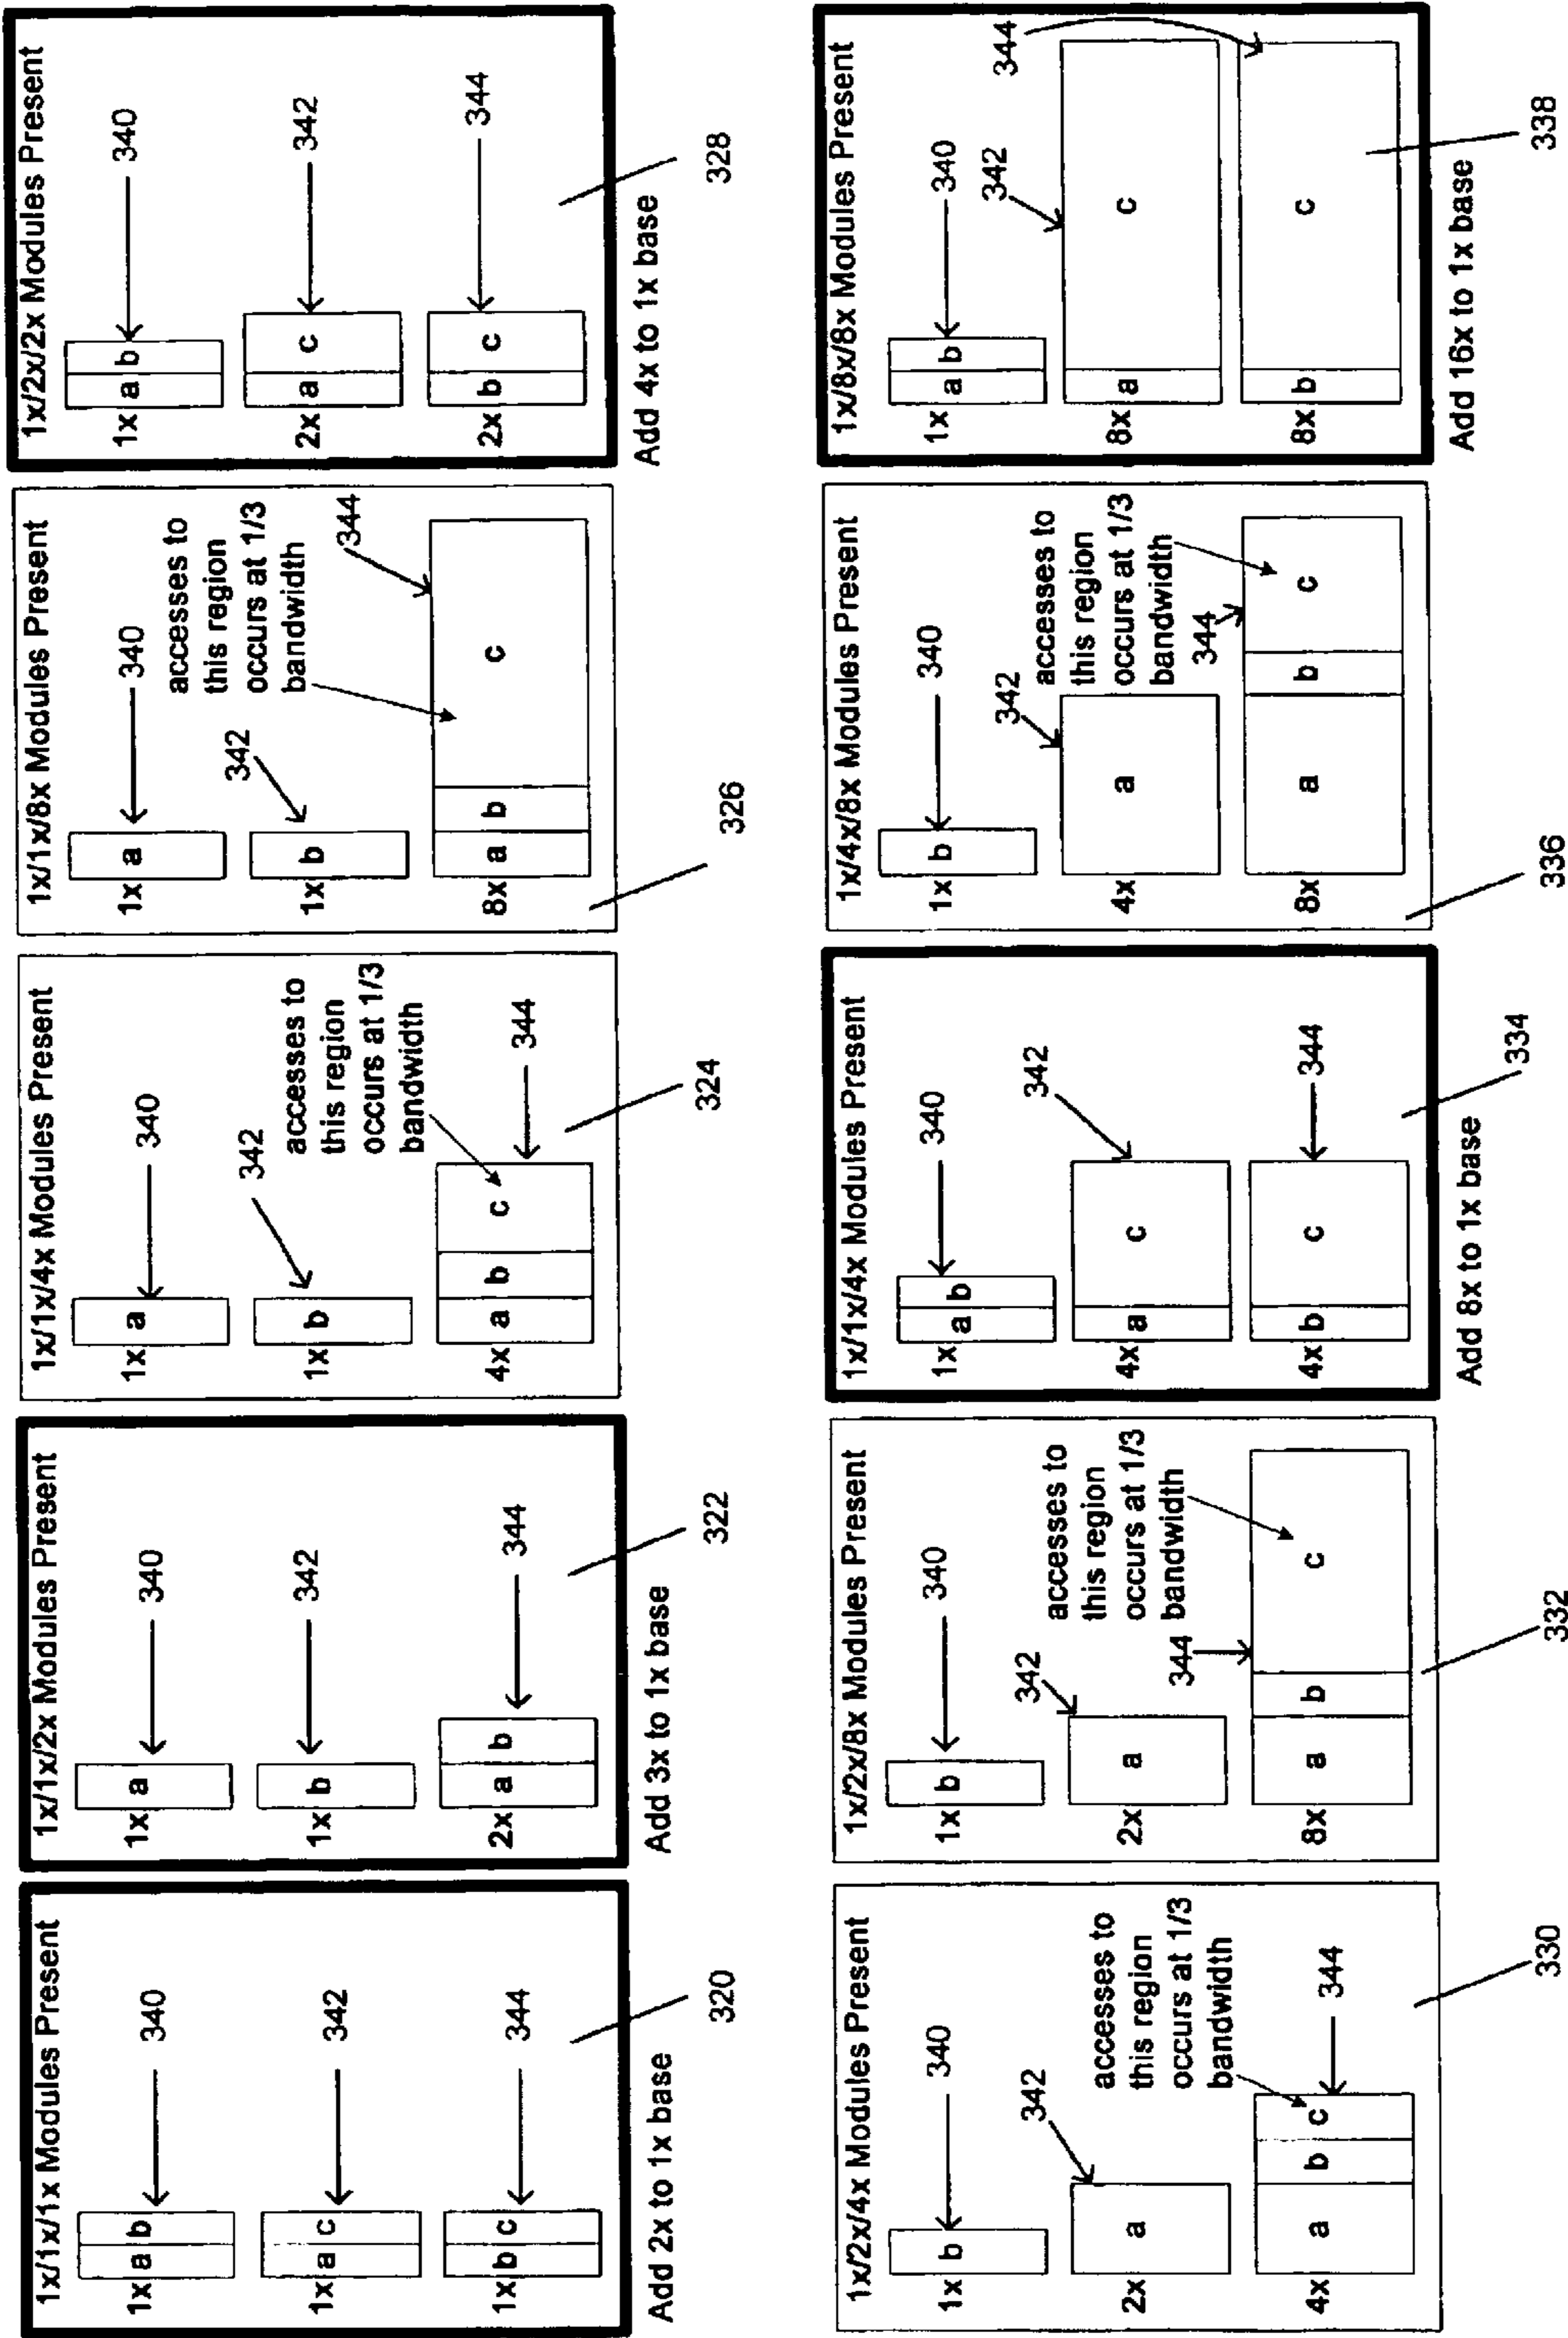 1x/1x/1x Modules Present
1x
a
b
340
1x
a
c
342
1x
b
c
344
320
Add 2x to 1x base
1x/1x/2x Modules Present
1x
a
340
1x
b
342
2x
a
b
344
322
Add 3x to 1x base
1x/1x/4x Modules Present
1x
a
340
1x
b
342
accesses to
this region
occurs at 1/3
bandwidth
4x
a
b
c
344
324
1x/1x/8x Modules Present
1x
a
340
accesses to
this region
occurs at 1/3
bandwidth
1x
b
342
344
8x
a
b
c
326
1x/2x/2x Modules Present
1x
a
b
340
2x
a
c
342
2x
b
c
344
328
Add 4x to 1x base
1x/2x/4x Modules Present
1x
b
340
2x
a
342
accesses to
this region
occurs at 1/3
bandwidth
4x
a
b
c
344
330
1x/2x/8x Modules Present
1x
b
340
2x
a
342
accesses to
this region
occurs at 1/3
bandwidth
344
8x
a
b
c
332
1x/1x/4x Modules Present
1x
a
b
340
4x
a
c
342
4x
b
c
344
334
Add 8x to 1x base
1x/4x/8x Modules Present
1x
b
340
342
4x
a
accesses to
this region
occurs at 1/3
bandwidth
344
8x
a
b
c
336
1x/8x/8x Modules Present
1x
a
b
340
342
344
8x
a
c
8x
b
c
338
Add 16x to 1x base